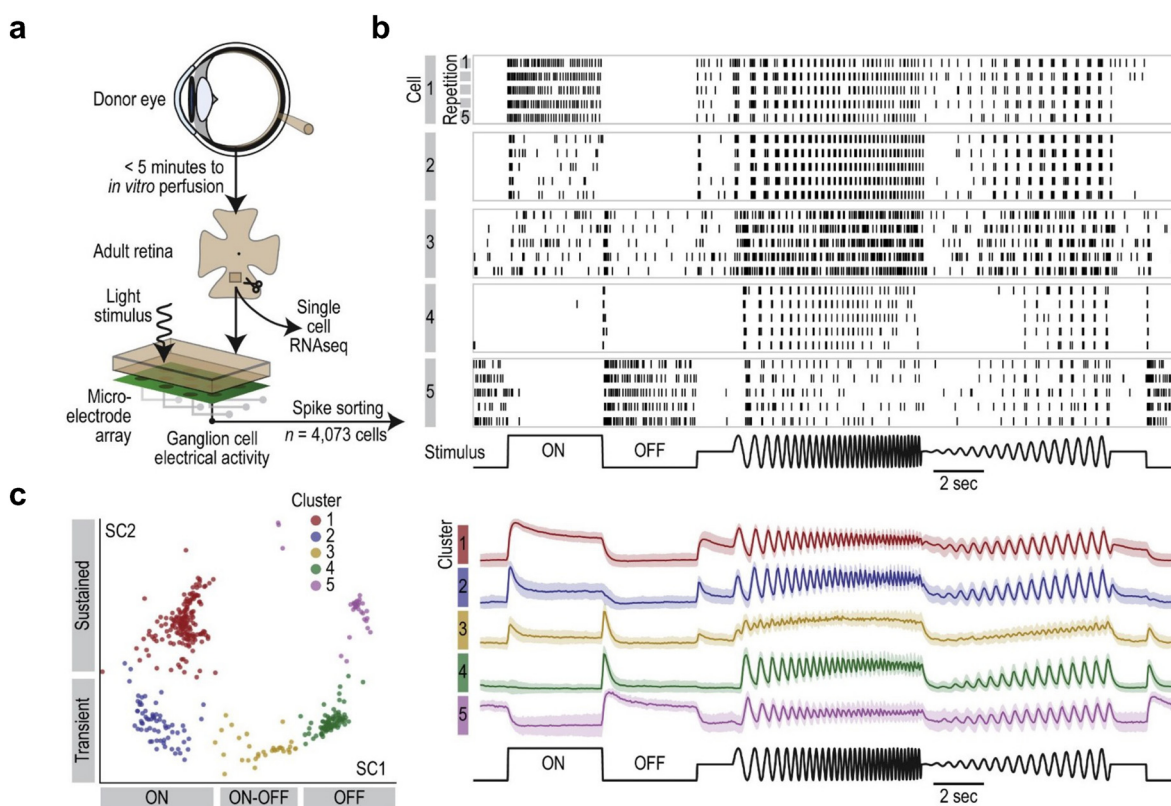 a
Donor eye
< 5 minutes to
in vitro perfusion
Adult retina
Light
stimulus
Single
cell
RNAseq
Micro-
electrode
array
Spike sorting
n = 4,073 cells
Ganglion cell
electrical activity
b
Cell
Repetition
1
5
1
2
3
4
5
Stimulus
ON
OFF
2 sec
c
SC2
Cluster
1
2
3
4
5
Sustained
Transient
SC1
ON
ON-OFF
OFF
Cluster
1
2
3
4
5
ON
OFF
2 sec